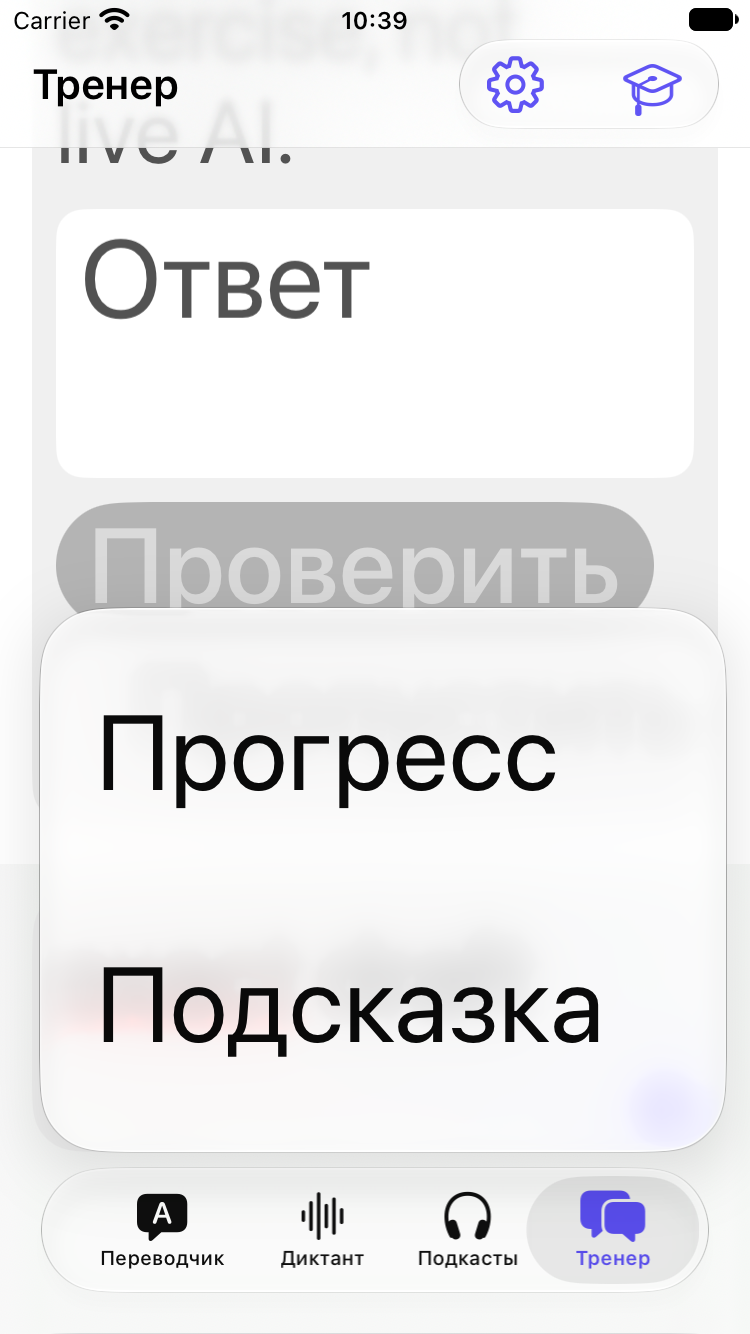 Carrier 10:39
exercise, not
Тренер
live AI.
Ответ
Проверить
Прогресс
Подсказка
Переводчик Диктант Подкасты Тренер